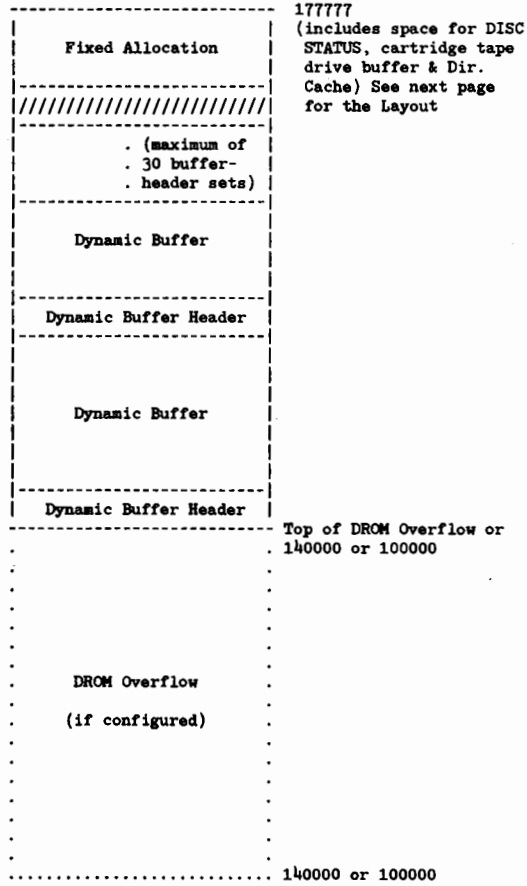 177777
Fixed Allocation
(includes space for DISC
STATUS, cartridge tape
drive buffer & Dir.
Cache) See next page
for the Layout
//////////////////////////
. (maximum of
. 30 buffer-
. header sets)
Dynamic Buffer
Dynamic Buffer Header
Dynamic Buffer
Dynamic Buffer Header
Top of DROM Overflow or
140000 or 100000
DROM Overflow
(if configured)
140000 or 100000